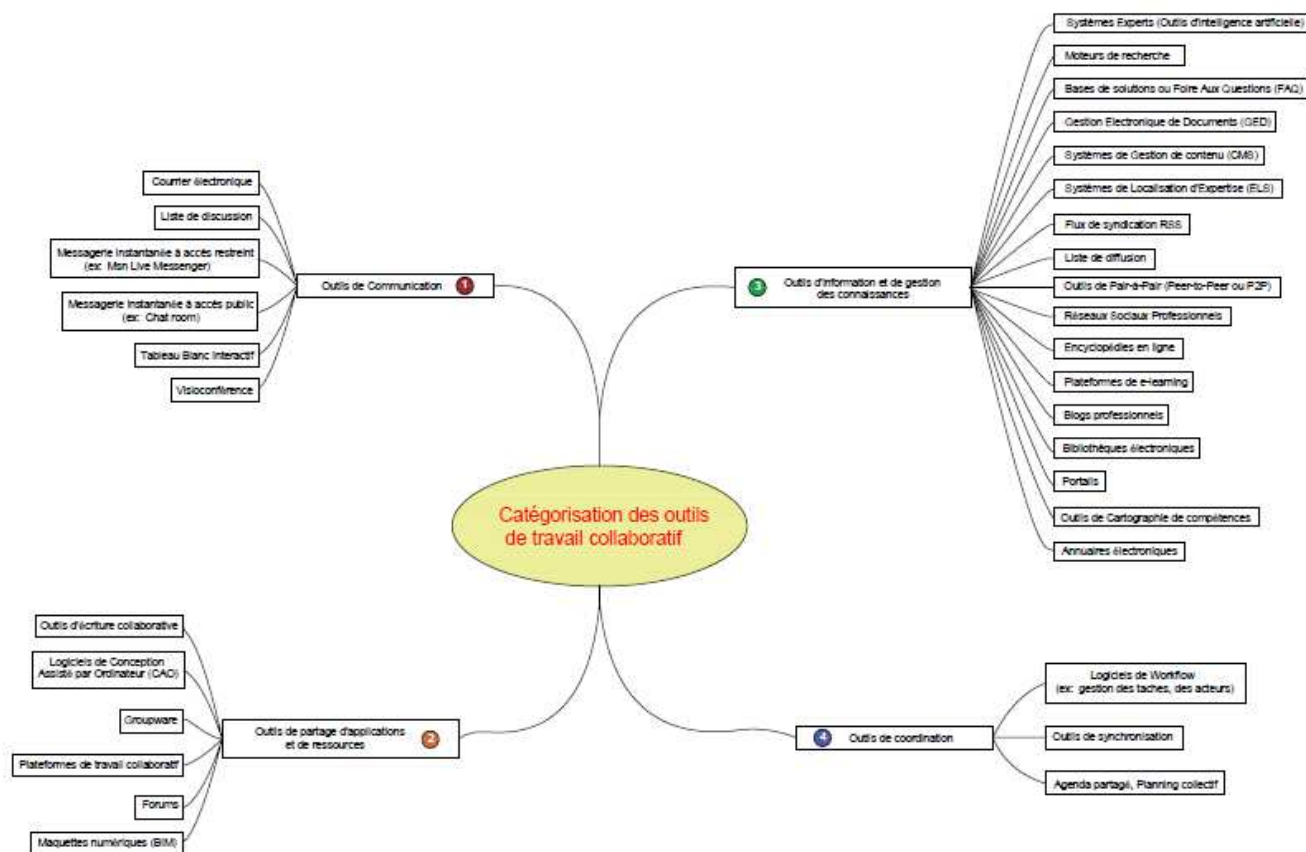 Catégorisation des outils
de travail collaboratif
Outils de Communication 1
Courrier électronique
Liste de discussion
Messagerie instantanée à accès restreint
(ex: Msn Live Messenger)
Messagerie instantanée à accès public
(ex: Chat room)
Tableau Blanc Interactif
Visioconférence
Outils de partage d'applications
et de ressources 2
Outils d'écriture collaborative
Logiciels de Conception
Assisté par Ordinateur (CAO)
Groupware
Plateformes de travail collaboratif
Forums
Maquettes numériques (BIM)
3 Outils d'information et de gestion
des connaissances
Systèmes Experts (Outils d'intelligence artificielle)
Moteurs de recherche
Bases de solutions ou Foire Aux Questions (FAQ)
Gestion Electronique de Documents (GED)
Systèmes de Gestion de contenu (CMS)
Systèmes de Localisation d'Expertise (ELS)
Flux de syndication RSS
Liste de diffusion
Outils de Pair-à-Pair (Peer-to-Peer ou P2P)
Réseaux Sociaux Professionnels
Encyclopédies en ligne
Plateformes de e-learning
Blogs professionnels
Bibliothèques électroniques
Portails
Outils de Cartographie de compétences
Annuaires électroniques
4 Outils de coordination
Logiciels de Workflow
(ex: gestion des taches, des acteurs)
Outils de synchronisation
Agenda partagé, Planning collectif